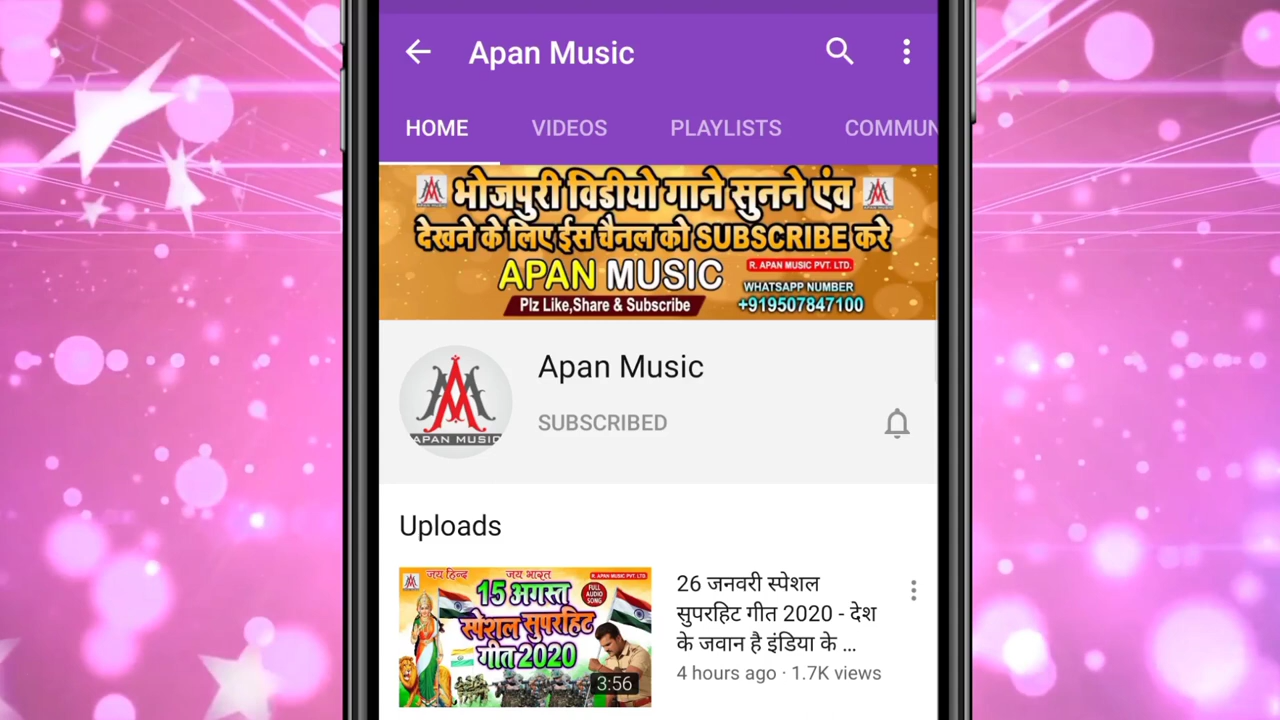 Apan Music
HOME VIDEOS PLAYLISTS COMMUN
भोजपुरी विडीयो गाने सुनने एंव
देखने के लिए ईस चैनल को SUBSCRIBE करे
APAN MUSIC
R. APAN MUSIC PVT. LTD.
WHATSAPP NUMBER
+919507847100
Plz Like,Share & Subscribe
Apan Music
SUBSCRIBED
APAN MUSIC
Uploads
जय हिन्द जय भारत
R. APAN MUSIC PVT. LTD
15 अगस्त
FULL
AUDIO
SONG
स्पेशल सुपरहिट
गीत 2020
3:56
26 जनवरी स्पेशल
सुपरहिट गीत 2020 - देश
के जवान है इंडिया के ...
4 hours ago · 1.7K views